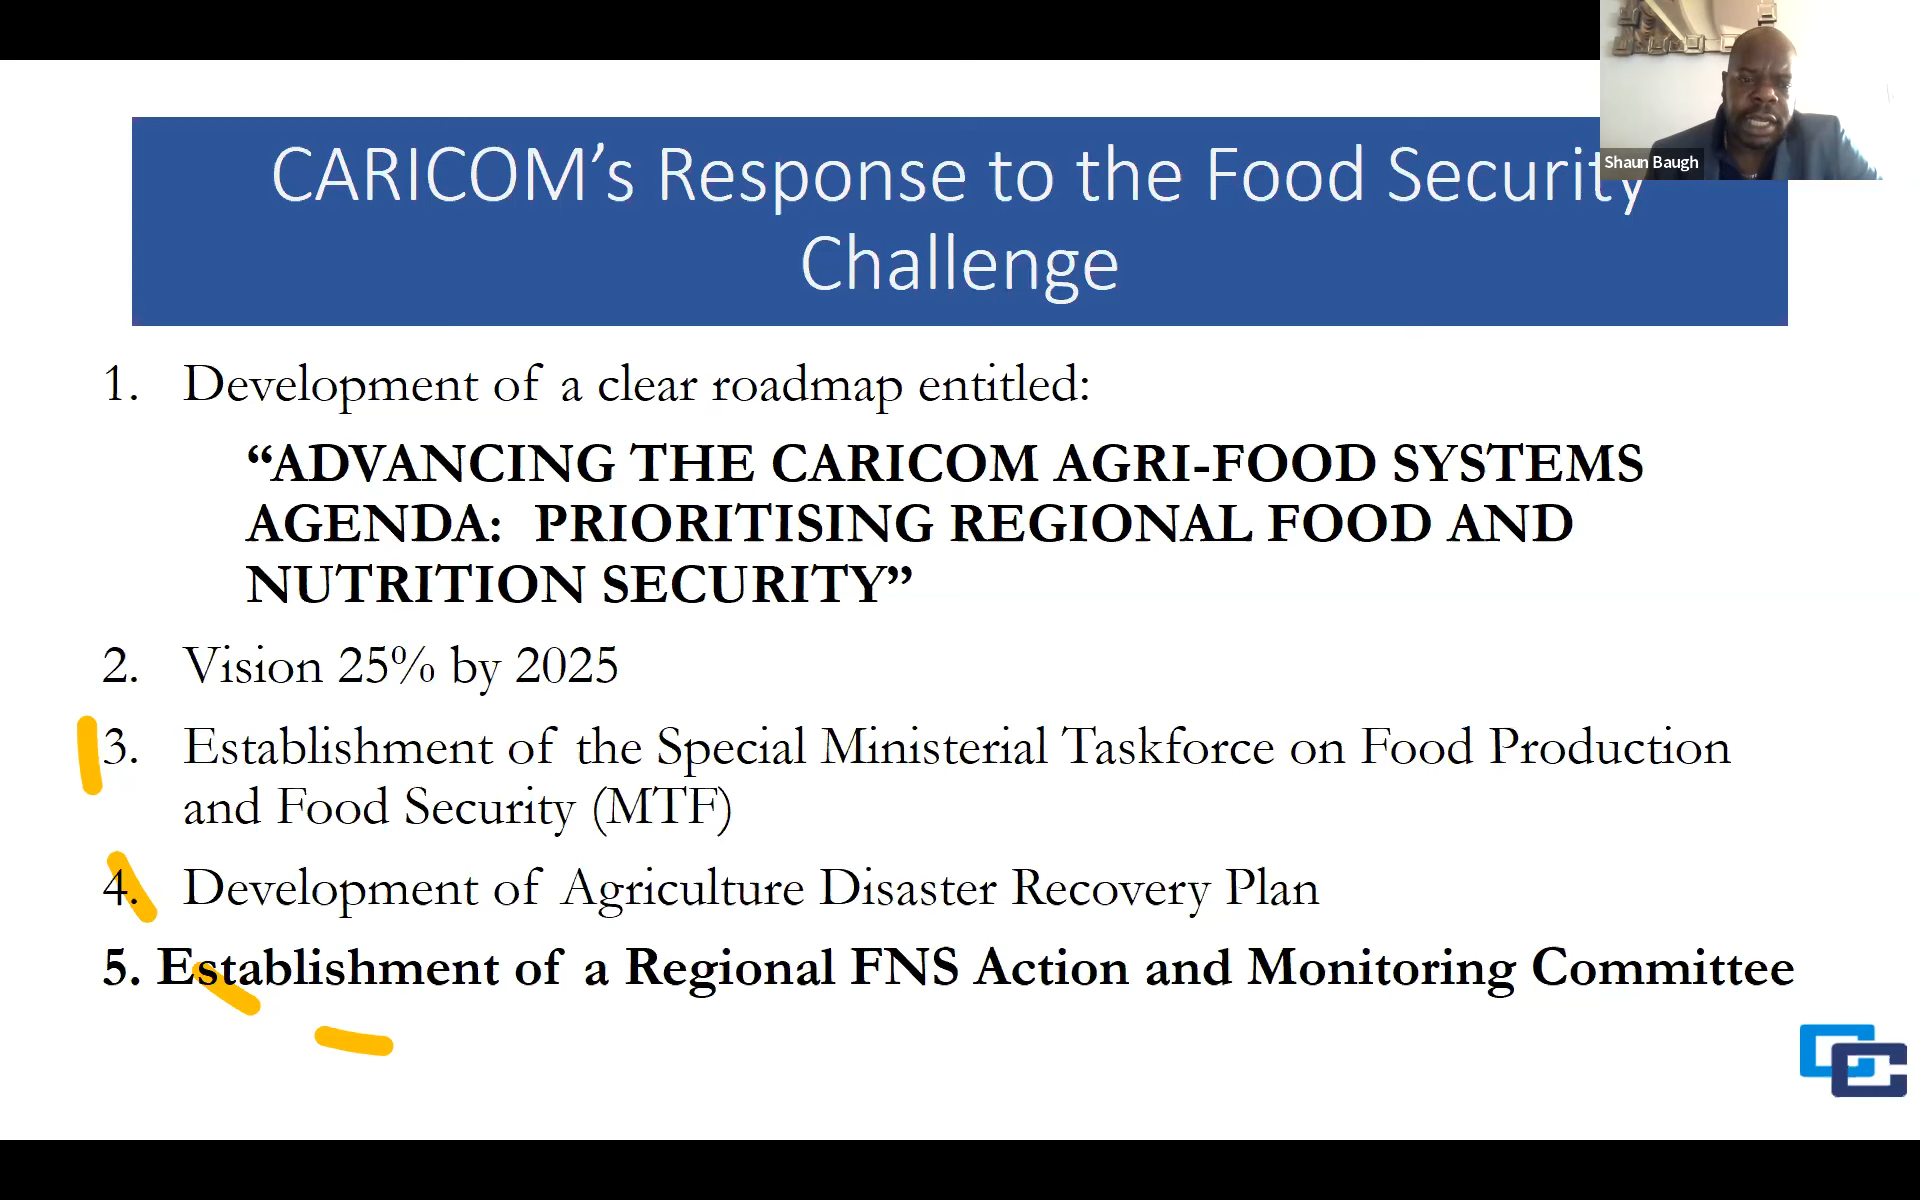 Shaun Baugh
CARICOM’s Response to the Food Security
Challenge
1. Development of a clear roadmap entitled:
“ADVANCING THE CARICOM AGRI-FOOD SYSTEMS
AGENDA: PRIORITISING REGIONAL FOOD AND
NUTRITION SECURITY”
2. Vision 25% by 2025
3. Establishment of the Special Ministerial Taskforce on Food Production
and Food Security (MTF)
4. Development of Agriculture Disaster Recovery Plan
5. Establishment of a Regional FNS Action and Monitoring Committee